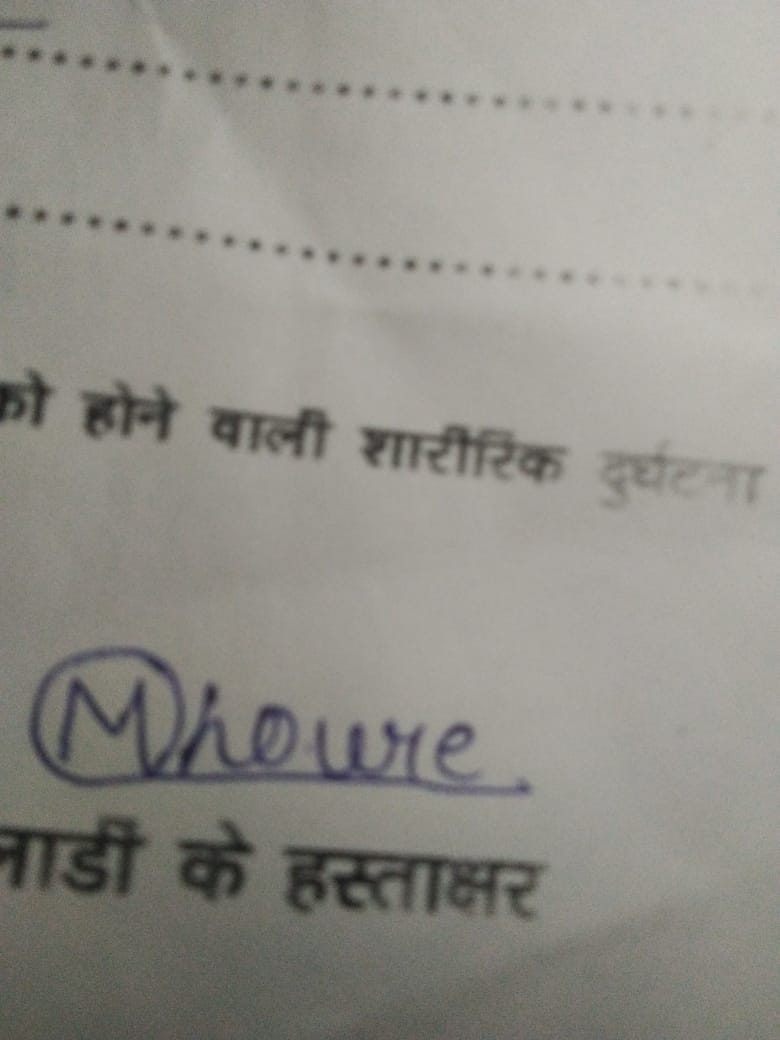 को होने वाली शारीरिक दुर्घटना
Mhowre
के हस्ताक्षर